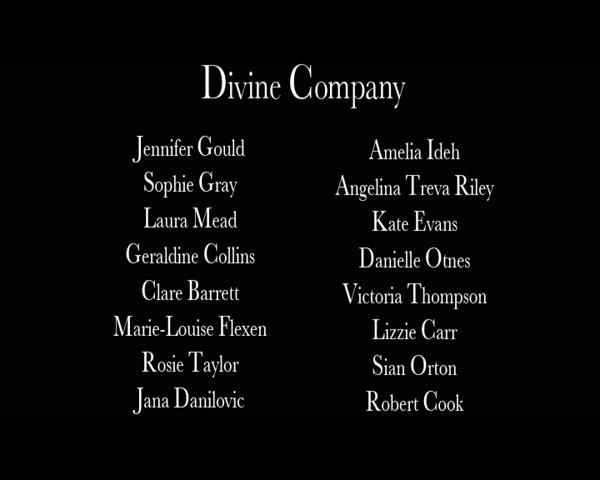 Divine Company
Jennifer Gould
Sophie Gray
Laura Mead
Geraldine Collins
Clare Barrett
Marie-Louise Flexen
Rosie Taylor
Jana Danilovic
Amelia Ideh
Angelina Treva Riley
Kate Evans
Danielle Otnes
Victoria Thompson
Lizzie Carr
Sian Orton
Robert Cook